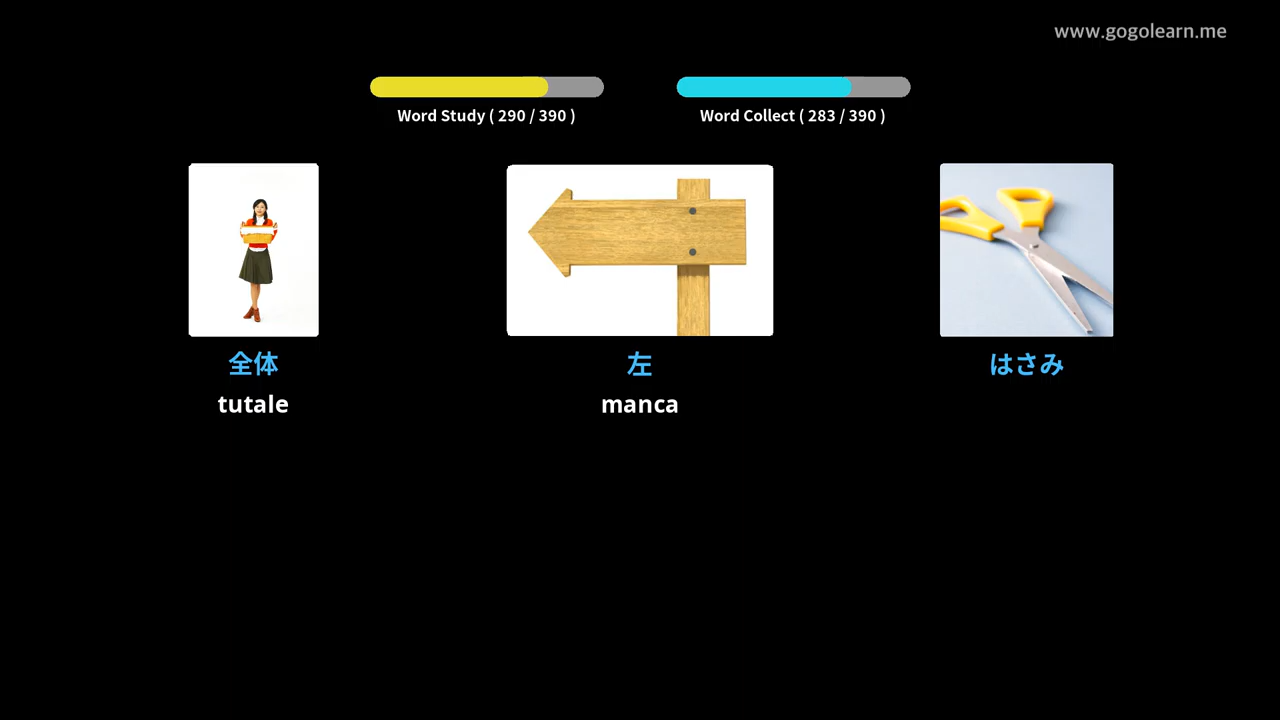 www.gogolearn.me
Word Study ( 290 / 390 )
Word Collect ( 283 / 390 )
全体
左
はさみ
tutale
manca